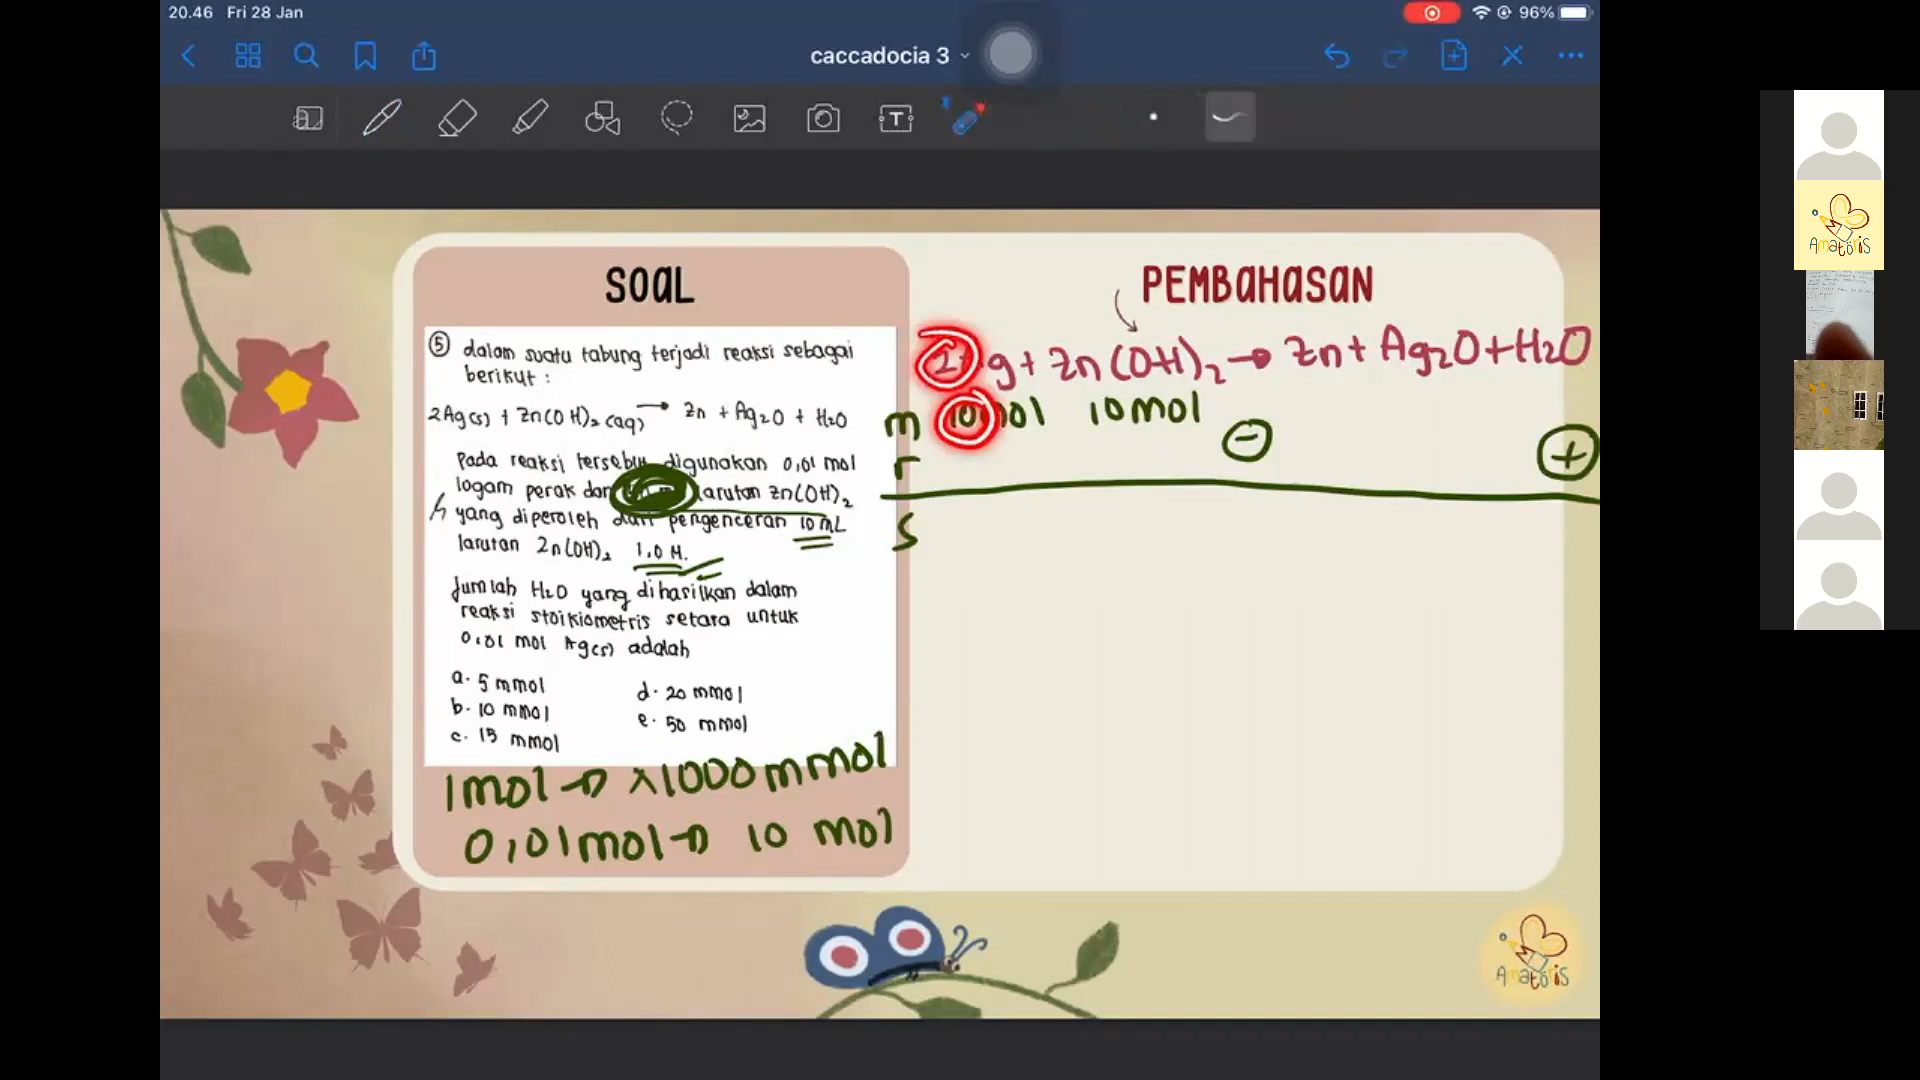 20.46 Fri 28 Jan
96%
caccadocia 3
T
SOAL
5 dalam suatu tabung terjadi reaksi sebagai
berikut :
2Ag(s) + Zn(OH)₂ (aq) → Zn + Ag₂O + H₂O
Pada reaksi tersebut digunakan 0,01 mol
logam perak dan larutan Zn(OH)₂
yang diperoleh dari pengenceran 10 mL
larutan Zn(OH)₂ 1,0 M.
Jumlah H₂O yang dihasilkan dalam
reaksi stoikiometris setara untuk
0,01 mol Ag(s) adalah
a. 5 mmol
b. 10 mmol
c. 15 mmol
d. 20 mmol
e. 50 mmol
1mol → ×1000mmol
0,01mol → 10 mol
PEMBAHASAN
2Ag + Zn(OH)₂ → Zn + Ag₂O + H₂O
m 10mol 10mol
r - +
s
Amatoris
Amatoris